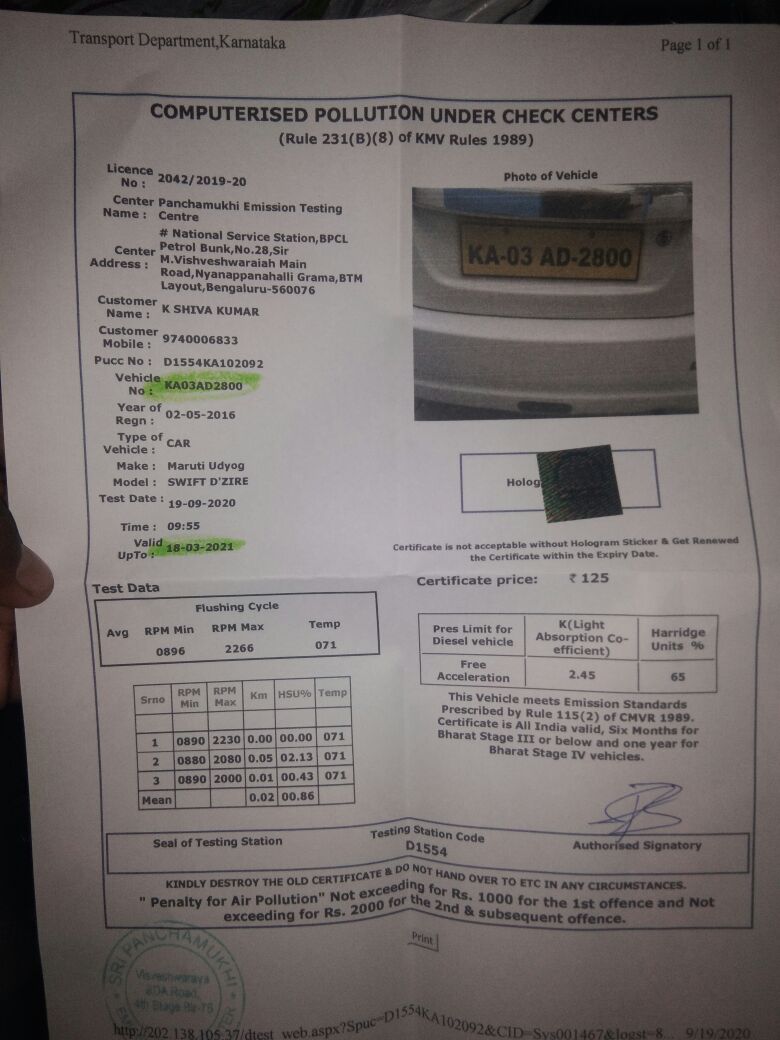 Transport Department,Karnataka
Page 1 of 1
COMPUTERISED POLLUTION UNDER CHECK CENTERS
(Rule 231(B)(8) of KMV Rules 1989)
Licence No : 2042/2019-20
Center Name : Panchamukhi Emission Testing
Centre
Center Address : # National Service Station,BPCL
Petrol Bunk,No.28,Sir
M.Vishveshwaraiah Main
Road,Nyanappanahalli Grama,BTM
Layout,Bengaluru-560076
Customer Name : K SHIVA KUMAR
Customer Mobile : 9740006833
Pucc No : D1554KA102092
Vehicle No : KA03AD2800
Year of Regn : 02-05-2016
Type of Vehicle : CAR
Make : Maruti Udyog
Model : SWIFT D'ZIRE
Test Date : 19-09-2020
Time : 09:55
Valid UpTo : 18-03-2021
Photo of Vehicle
KA-03 AD-2800
Holog
Certificate is not acceptable without Hologram Sticker & Get Renewed
the Certificate within the Expiry Date.
Certificate price: ₹ 125
Test Data
Flushing Cycle
Avg RPM Min RPM Max Temp
0896 2266 071
Srno RPM Min RPM Max Km HSU% Temp
1 0890 2230 0.00 00.00 071
2 0880 2080 0.05 02.13 071
3 0890 2000 0.01 00.43 071
Mean 0.02 00.86
Pres Limit for Diesel vehicle K(Light Absorption Co-efficient) Harridge Units %
Free Acceleration 2.45 65
This Vehicle meets Emission Standards
Prescribed by Rule 115(2) of CMVR 1989.
Certificate is All India valid, Six Months for
Bharat Stage III or below and one year for
Bharat Stage IV vehicles.
Seal of Testing Station
Testing Station Code
D1554
Authorised Signatory
KINDLY DESTROY THE OLD CERTIFICATE & DO NOT HAND OVER TO ETC IN ANY CIRCUMSTANCES.
" Penalty for Air Pollution" Not exceeding for Rs. 1000 for the 1st offence and Not
exceeding for Rs. 2000 for the 2nd & subsequent offence.
Print
SRI PANCHAMUKHI
Visveshwaraya
BDA Road,
4th Stage
http://202.138.105.37/dtest_web.aspx?Spuc=D1554KA102092&CID=Sys001467&logst=8... 9/19/2020